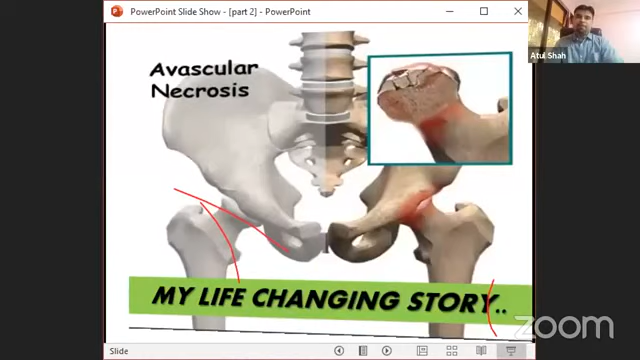 PowerPoint Slide Show - [part 2] - PowerPoint
Atul Shah
Avascular
Necrosis
MY LIFE CHANGING STORY..
zoom
Slide